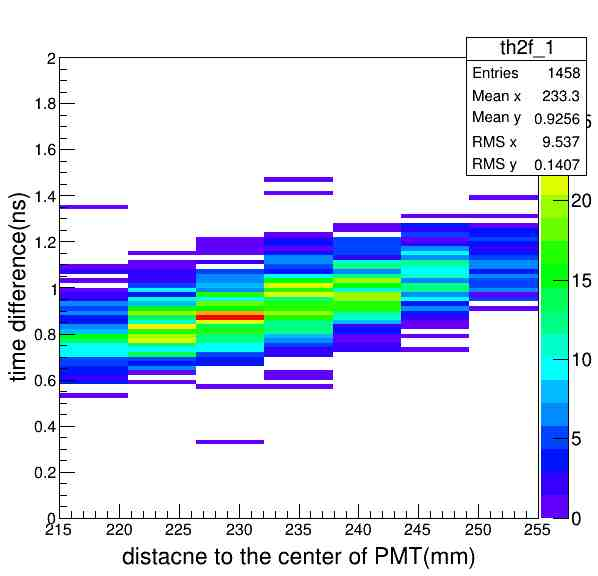 th2f_1
Entries 1458
Mean x 233.3
Mean y 0.9256
RMS x 9.537
RMS y 0.1407
2
1.8
1.6
1.4
1.2
1
0.8
0.6
0.4
0.2
0
time difference(ns)
215 220 225 230 235 240 245 250 255
distacne to the center of PMT(mm)
20
15
10
5
0